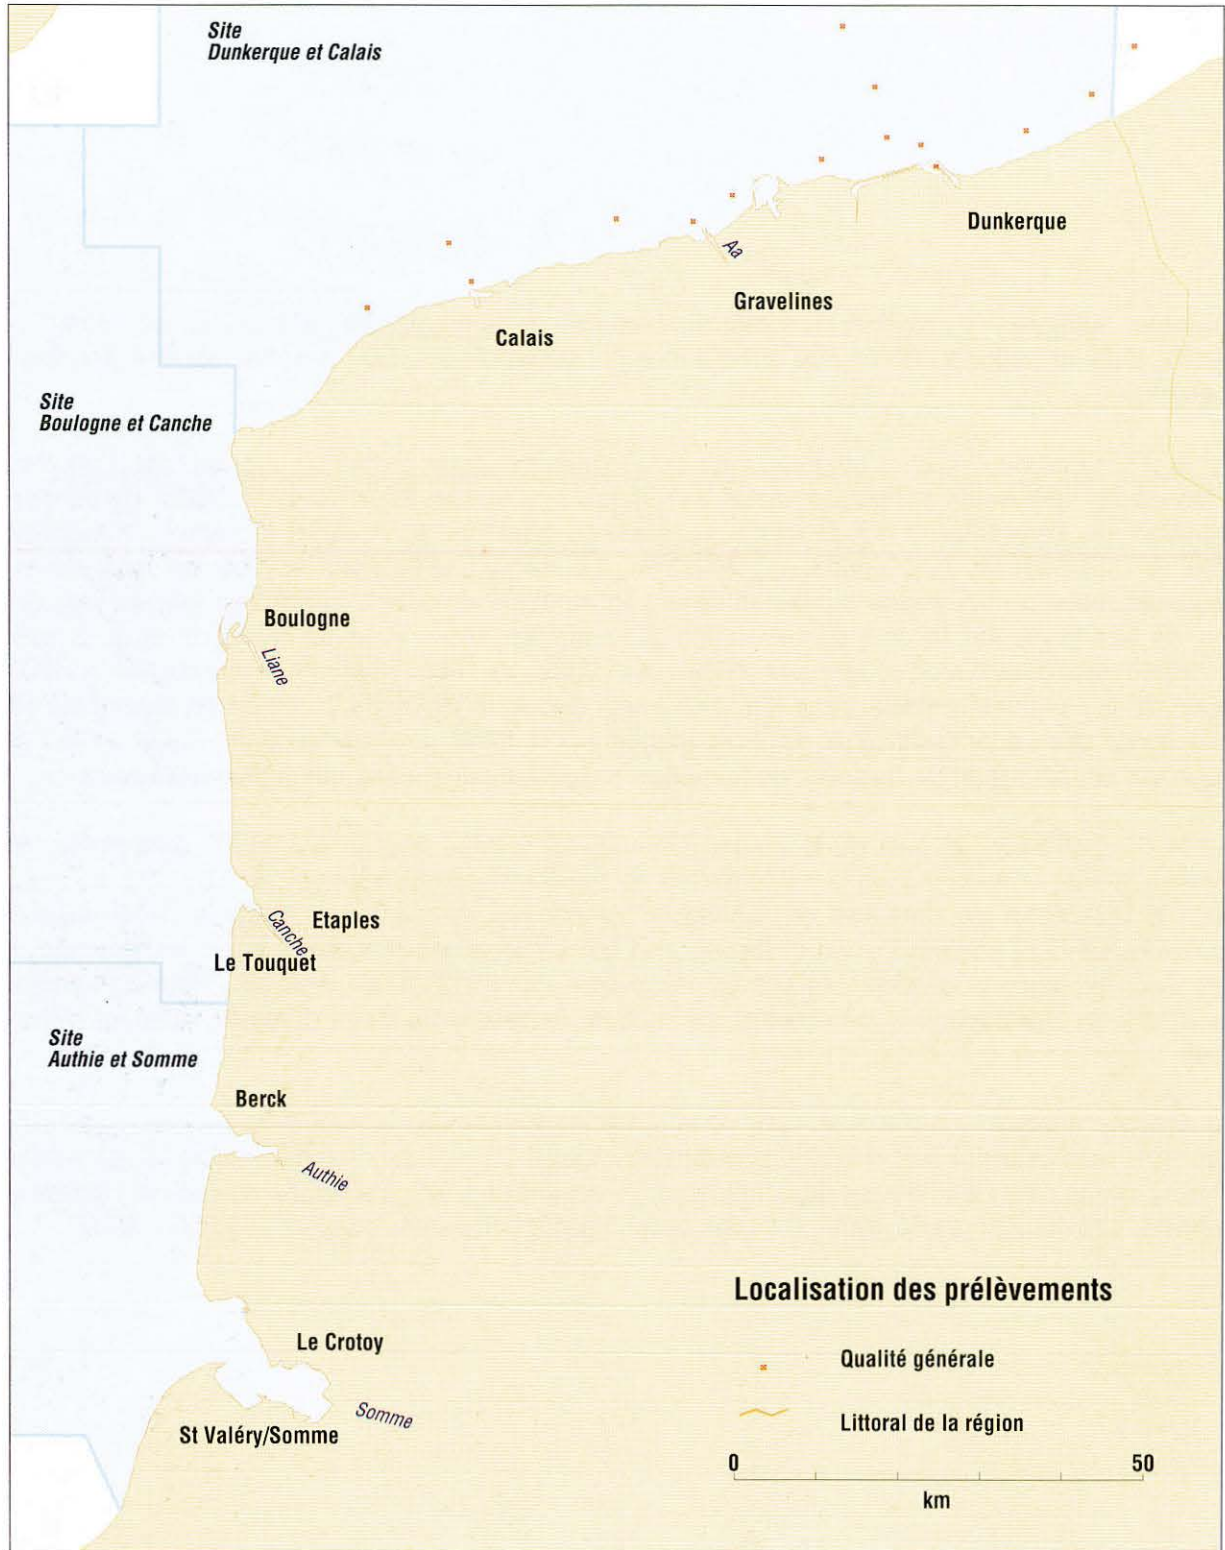 Site
Dunkerque et Calais
Dunkerque
Aa
Gravelines
Calais
Site
Boulogne et Canche
Boulogne
Liane
Canche
Etaples
Le Touquet
Site
Authie et Somme
Berck
Authie
Localisation des prélèvements
Le Crotoy
Qualité générale
Somme
Littoral de la région
St Valéry/Somme
0
50
km